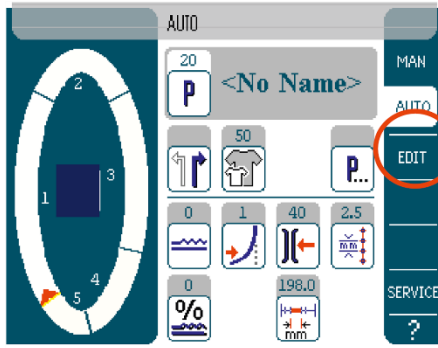 AUTO
20
P
<No Name>
MAN
AUTO
EDIT
50
P...
0
1
40
2.5
mm
0
%
198.0
mm
SERVICE
?
2
3
1
4
5